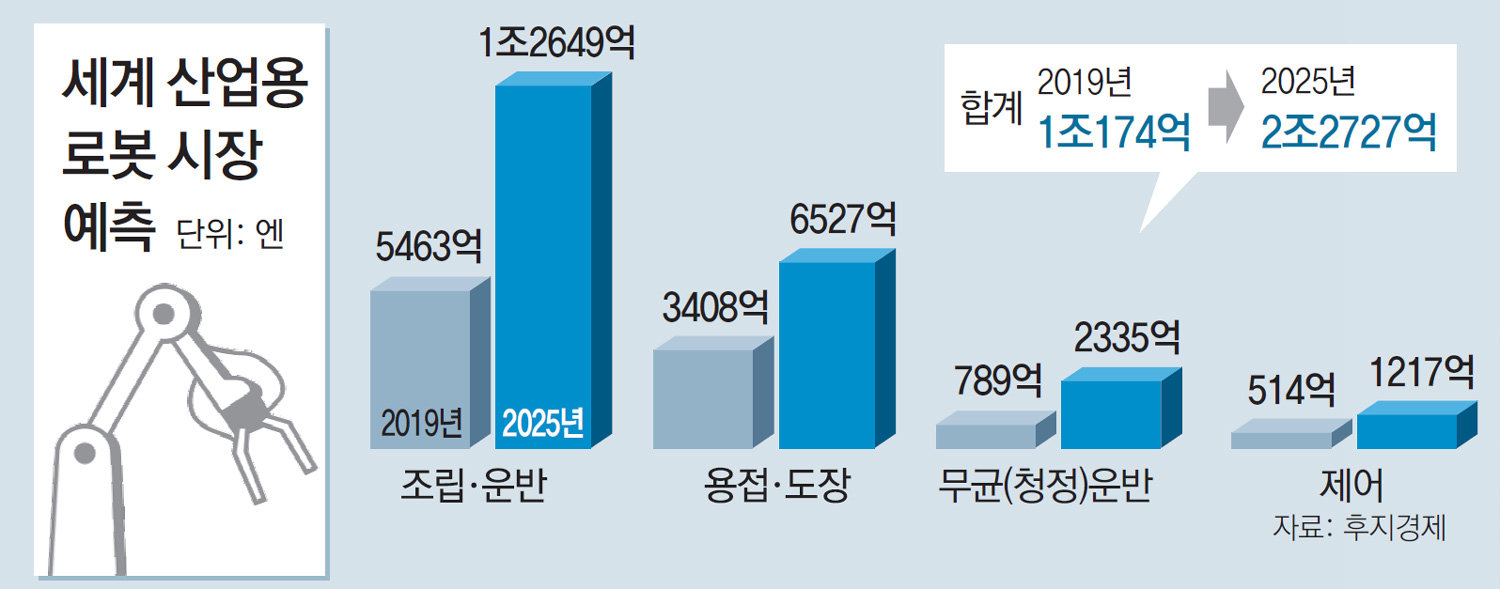 세계 산업용
로봇 시장
예측 단위: 엔
합계
2019년
1조174억
2025년
2조2727억
5463억
1조2649억
2019년
2025년
조립·운반
3408억
6527억
용접·도장
789억
2335억
무균(청정)운반
514억
1217억
제어
자료: 후지경제